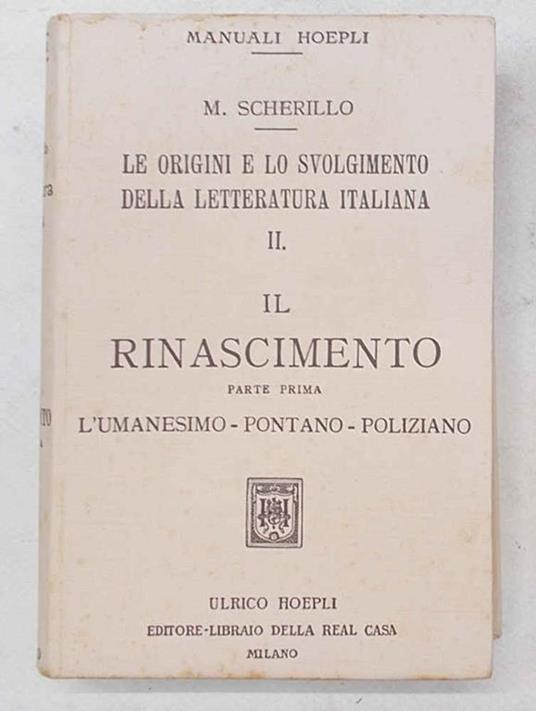 MANUALI HOEPLI
M. SCHERILLO
LE ORIGINI E LO SVOLGIMENTO
DELLA LETTERATURA ITALIANA
II.
IL
RINASCIMENTO
PARTE PRIMA
L'UMANESIMO - PONTANO - POLIZIANO
ULRICO HOEPLI
EDITORE-LIBRAIO DELLA REAL CASA
MILANO